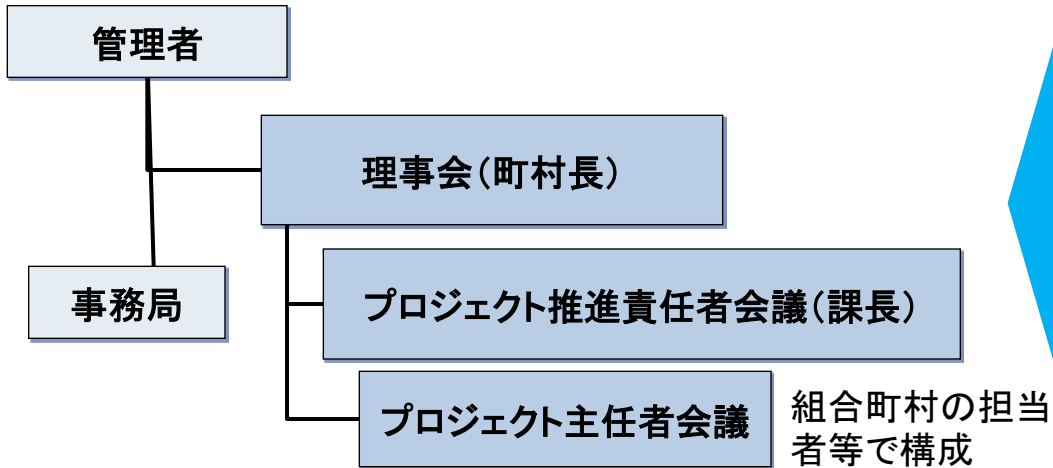 管理者
理事会(町村長)
事務局
プロジェクト推進責任者会議(課長)
プロジェクト主任者会議
組合町村の担当
者等で構成